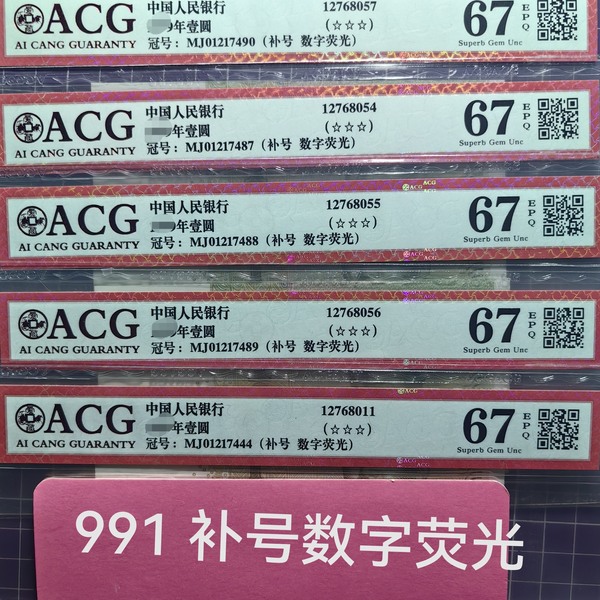 ACG
AI CANG GUARANTY
中国人民银行 12768057
9年壹圆 (☆☆☆)
冠号: MJ01217490 (补号 数字荧光)
67 EPQ
Superb Gem Unc
ACG
AI CANG GUARANTY
中国人民银行 12768054
年壹圆 (☆☆☆)
冠号: MJ01217487 (补号 数字荧光)
67 EPQ
Superb Gem Unc
ACG
AI CANG GUARANTY
中国人民银行 12768055
年壹圆 (☆☆☆)
冠号: MJ01217488 (补号 数字荧光)
67 EPQ
Superb Gem Unc
ACG
AI CANG GUARANTY
中国人民银行 12768056
年壹圆 (☆☆☆)
冠号: MJ01217489 (补号 数字荧光)
67 EPQ
Superb Gem Unc
ACG
AI CANG GUARANTY
中国人民银行 12768011
年壹圆 (☆☆☆)
冠号: MJ01217444 (补号 数字荧光)
67 EPQ
Superb Gem Unc
991 补号数字荧光